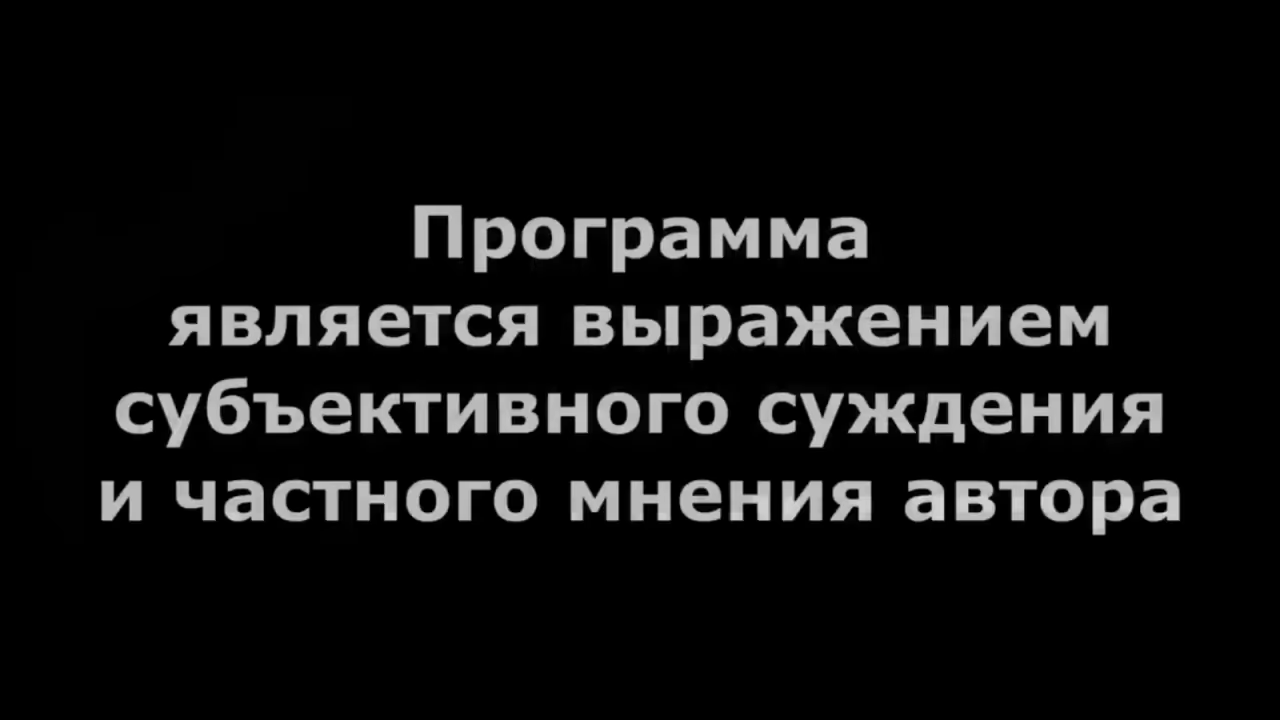 Программа
является выражением
субъективного суждения
и частного мнения автора